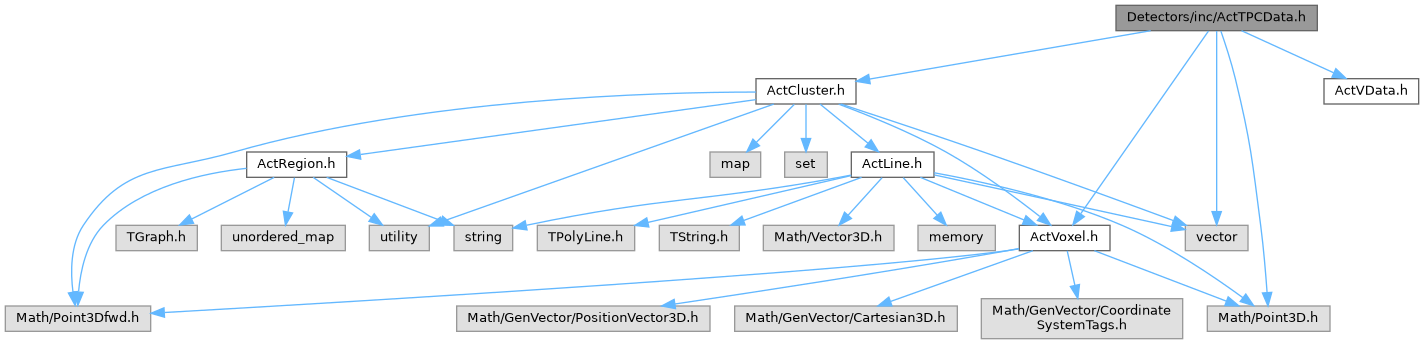 Detectors/inc/ActTPCData.h
ActCluster.h
ActVData.h
ActRegion.h
map
set
ActLine.h
TGraph.h
unordered_map
utility
string
TPolyLine.h
TString.h
Math/Vector3D.h
memory
ActVoxel.h
vector
Math/Point3Dfwd.h
Math/GenVector/PositionVector3D.h
Math/GenVector/Cartesian3D.h
Math/GenVector/Coordinate
SystemTags.h
Math/Point3D.h